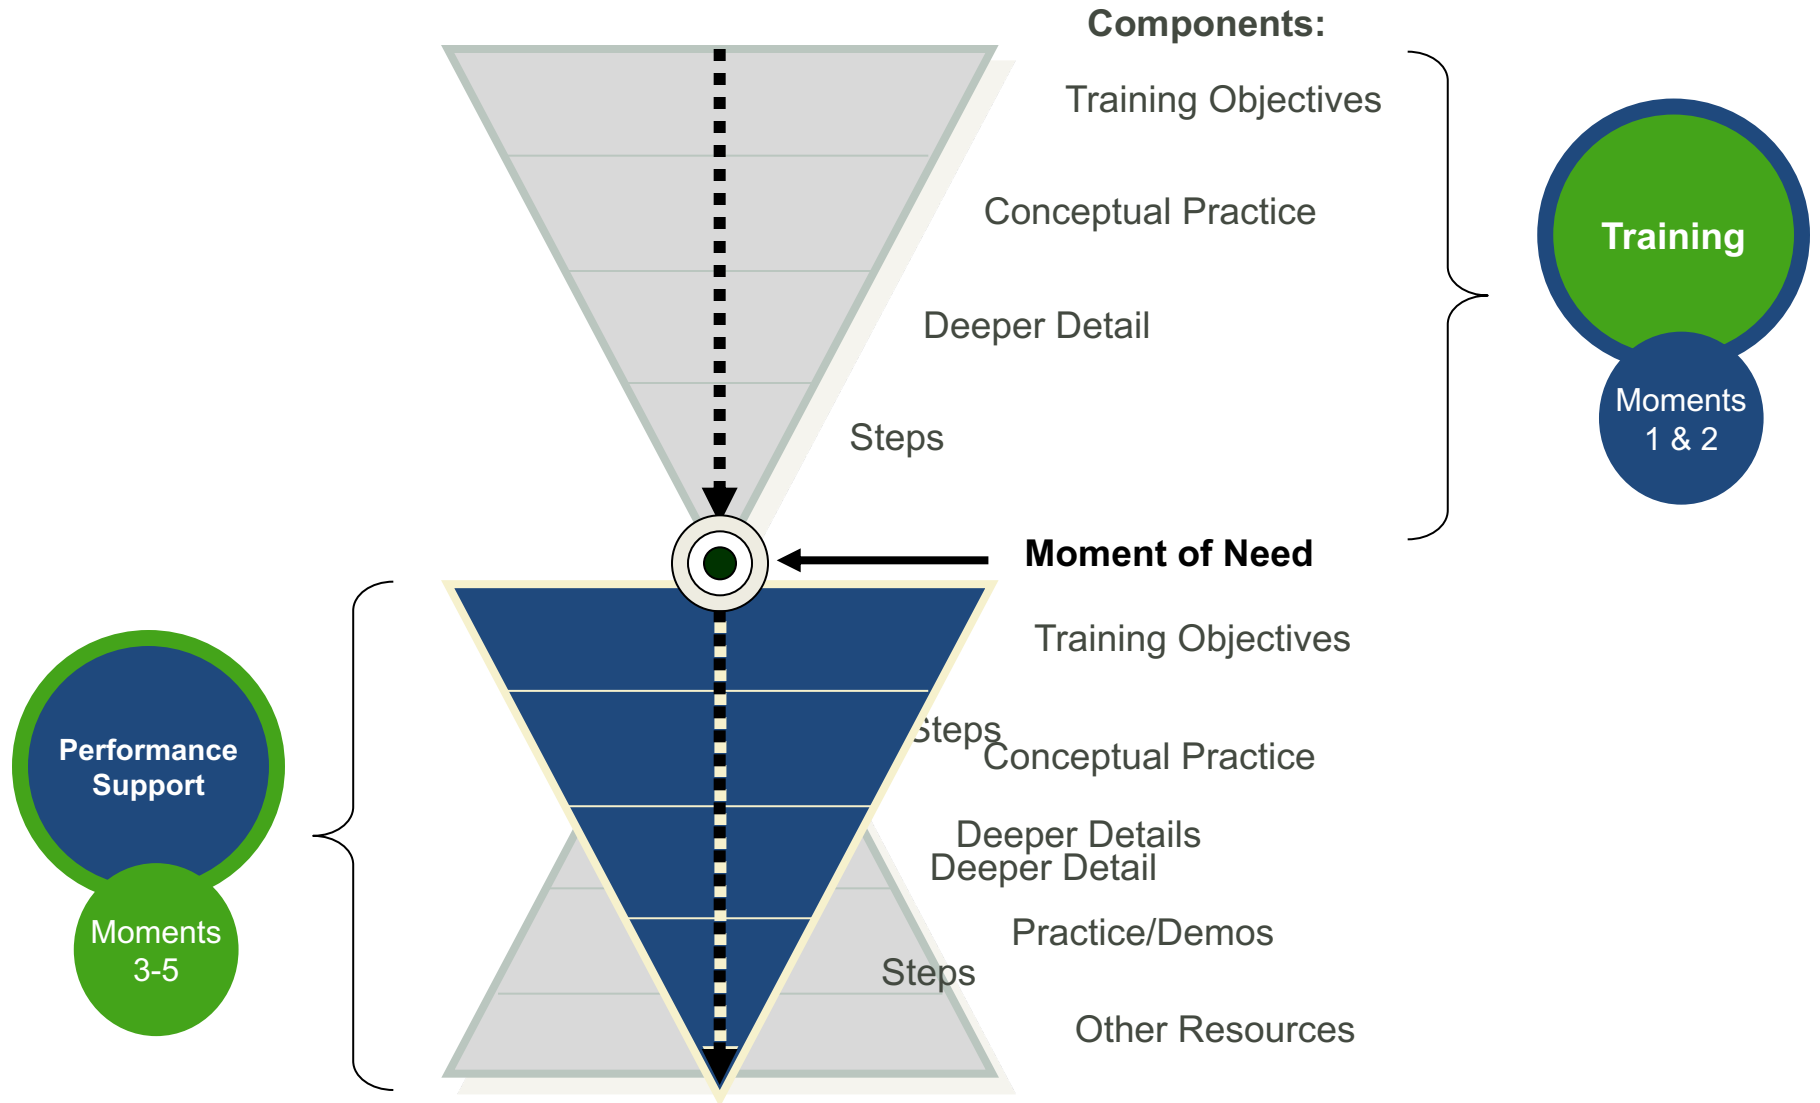 Components:
Training Objectives
Conceptual Practice
Deeper Detail
Steps
Training
Moments
1 & 2
Moment of Need
Training Objectives
Steps
Conceptual Practice
Deeper Details
Deeper Detail
Practice/Demos
Steps
Other Resources
Performance
Support
Moments
3-5